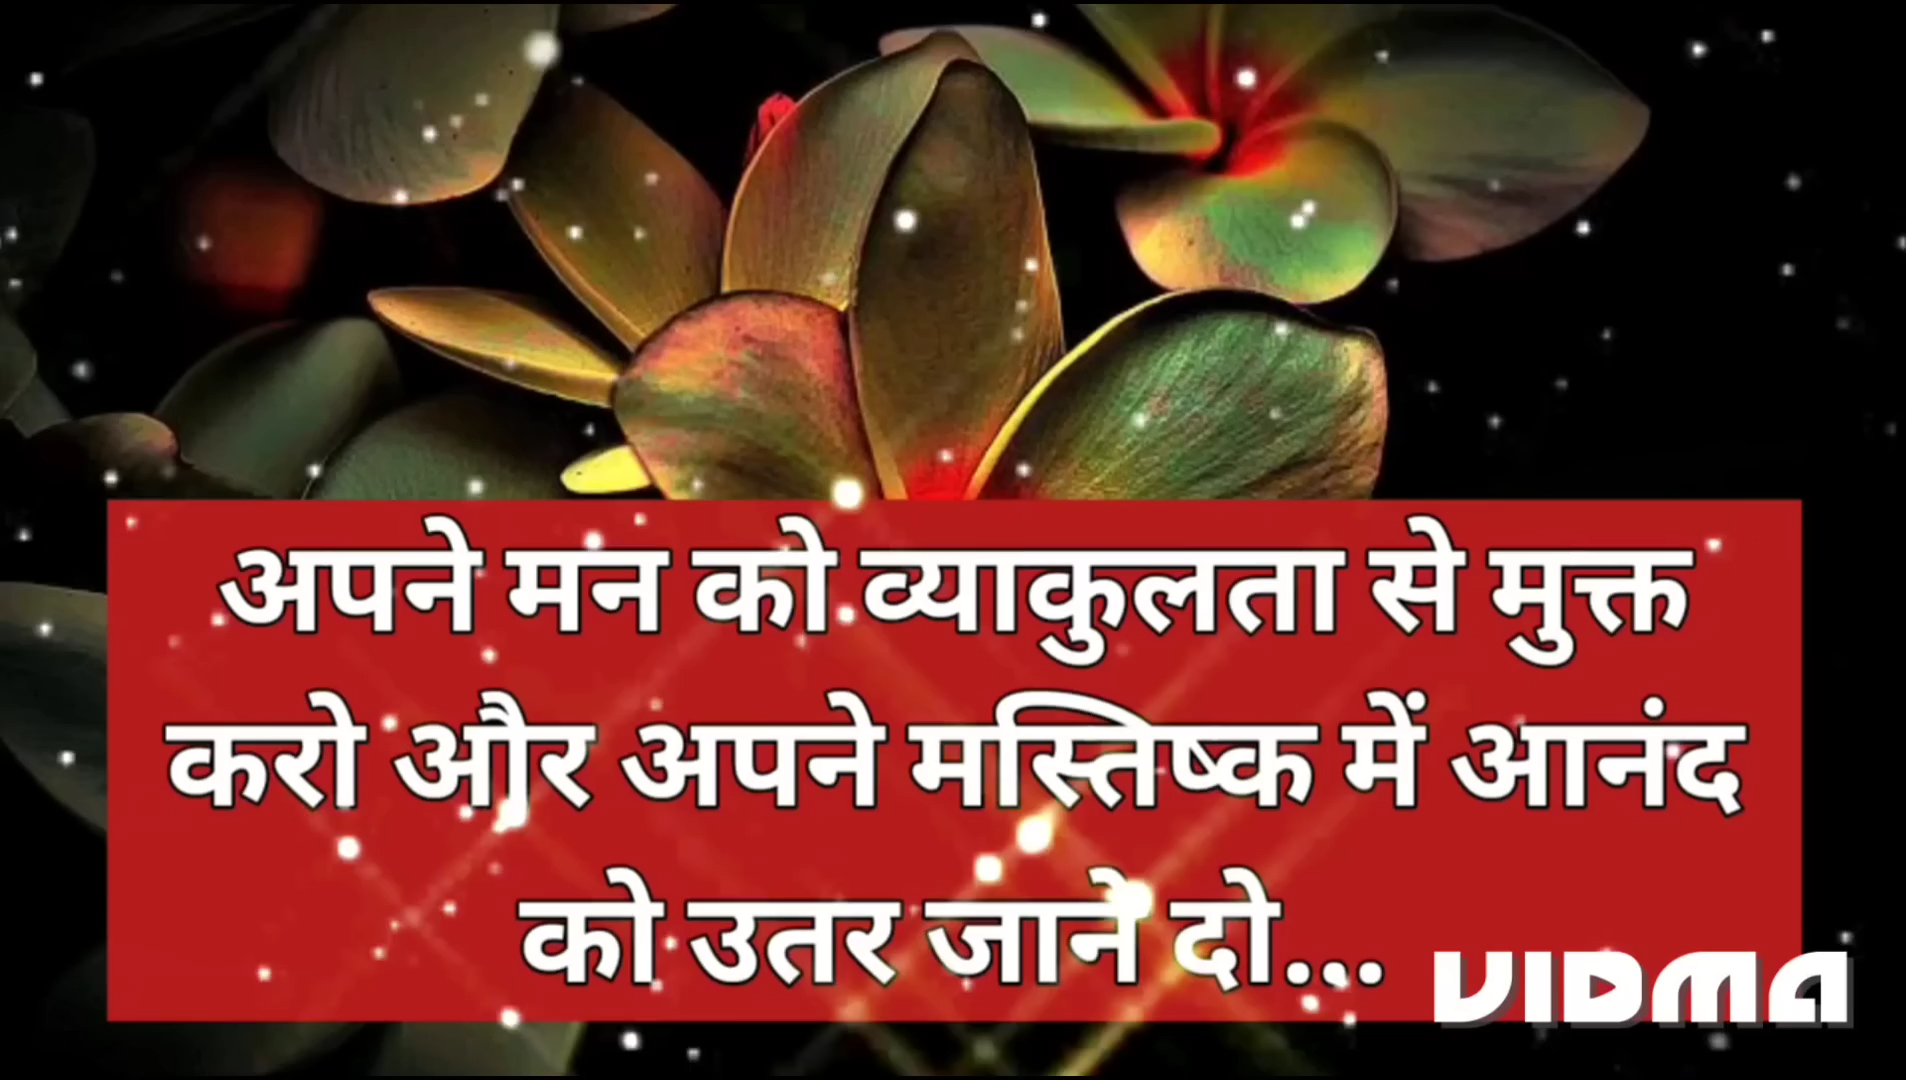 अपने मन को व्याकुलता से मुक्त
करो और अपने मस्तिष्क में आनंद
को उतर जाने दो...
VIDMA